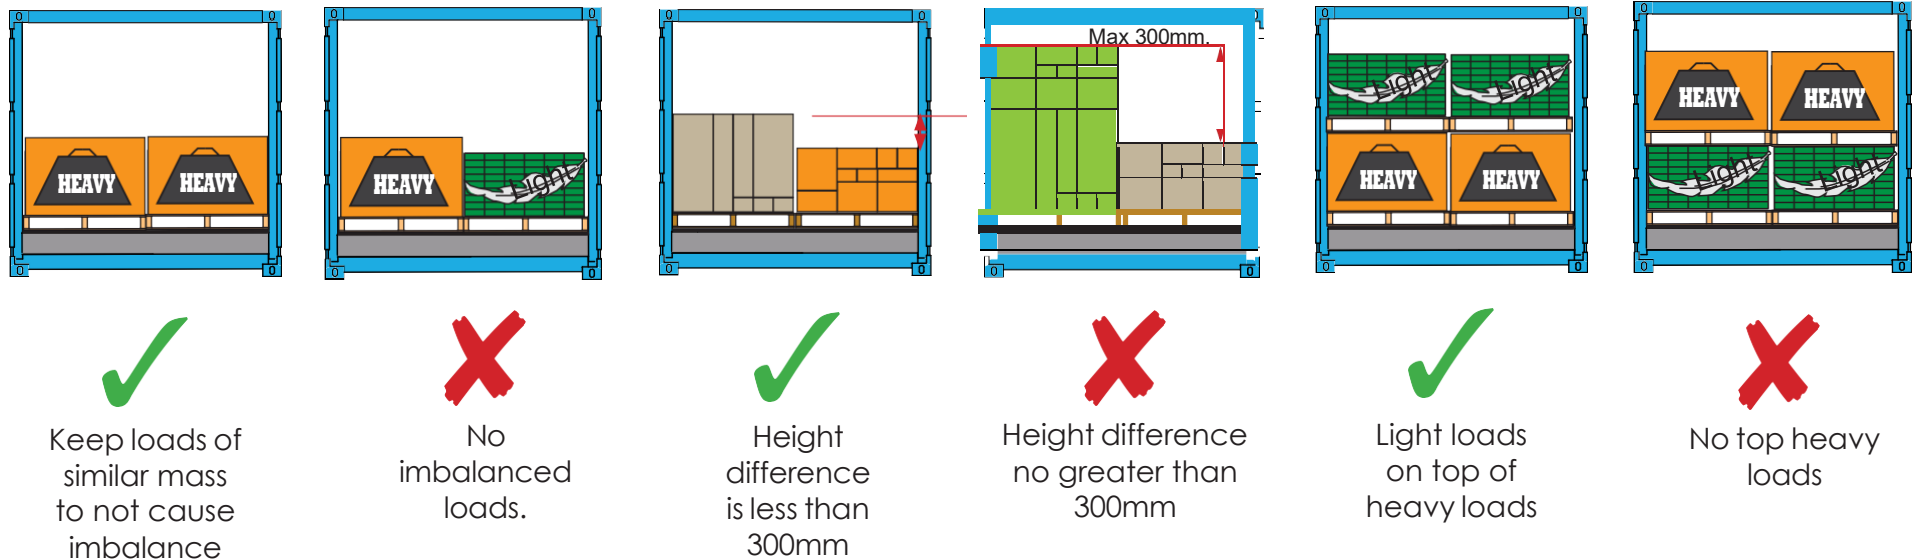 HEAVY
HEAVY
HEAVY
Light
Max 300mm.
Light
Light
HEAVY
HEAVY
HEAVY
HEAVY
Light
Light
Keep loads of
similar mass
to not cause
imbalance
No
imbalanced
loads.
Height
difference
is less than
300mm
Height difference
no greater than
300mm
Light loads
on top of
heavy loads
No top heavy
loads